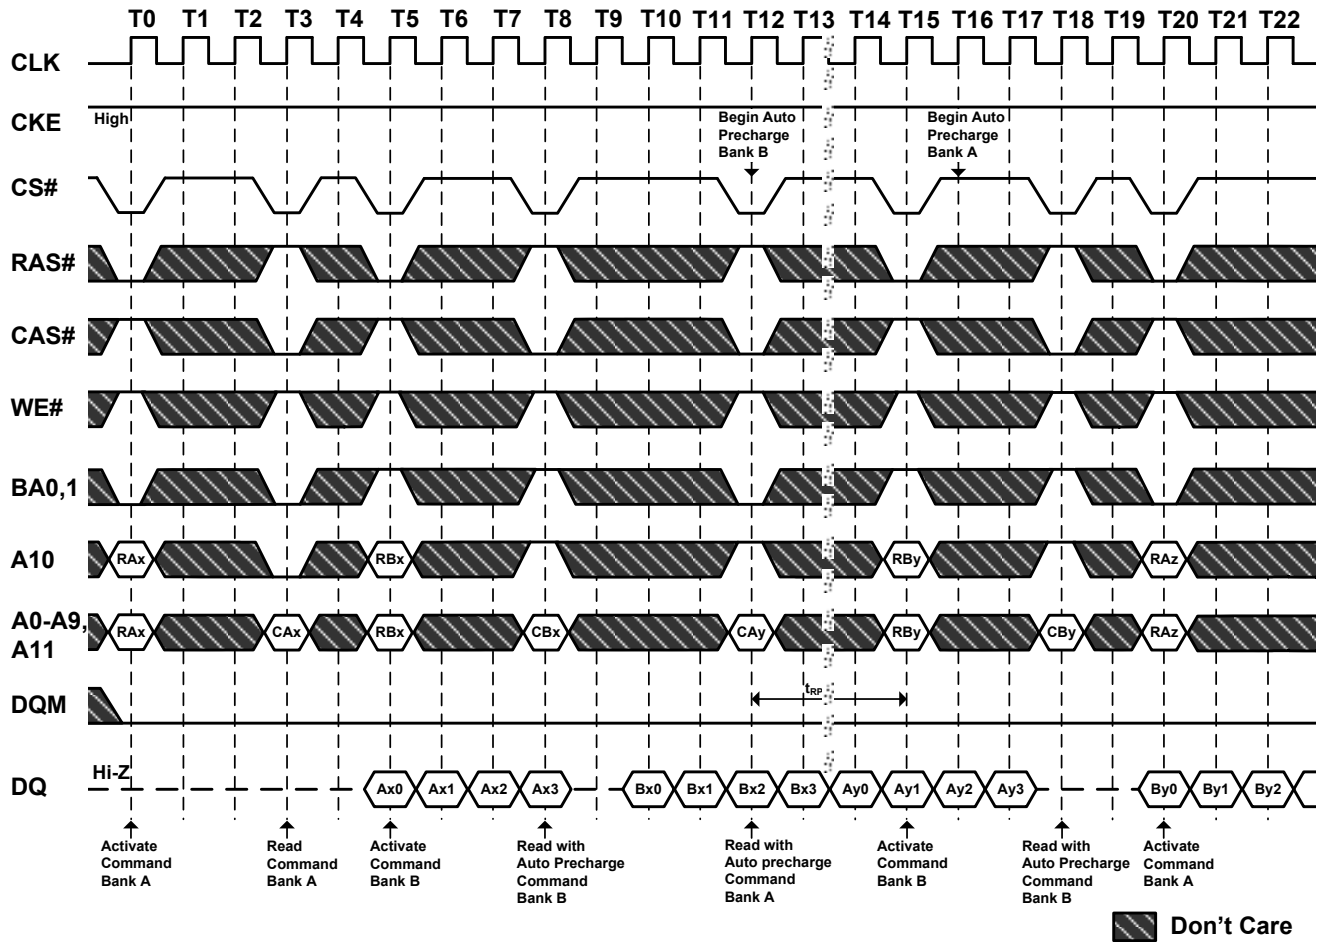 T0 T1 T2 T3 T4 T5 T6 T7 T8 T9 T10 T11 T12 T13 T14 T15 T16 T17 T18 T19 T20 T21 T22
CLK
CKE
High
Begin Auto
Precharge
Bank B
Begin Auto
Precharge
Bank A
CS#
RAS#
CAS#
WE#
BA0,1
A10
RAx RBx RBy RAz
A0-A9,
A11
RAx CAx RBx CBx CAy RBy CBy RAz
DQM
tRP
DQ
Hi-Z
Ax0 Ax1 Ax2 Ax3 Bx0 Bx1 Bx2 Bx3 Ay0 Ay1 Ay2 Ay3 By0 By1 By2
Activate
Command
Bank A
Read
Command
Bank A
Activate
Command
Bank B
Read with
Auto Precharge
Command
Bank B
Read with
Auto precharge
Command
Bank A
Activate
Command
Bank B
Read with
Auto Precharge
Command
Bank B
Activate
Command
Bank A
Don't Care